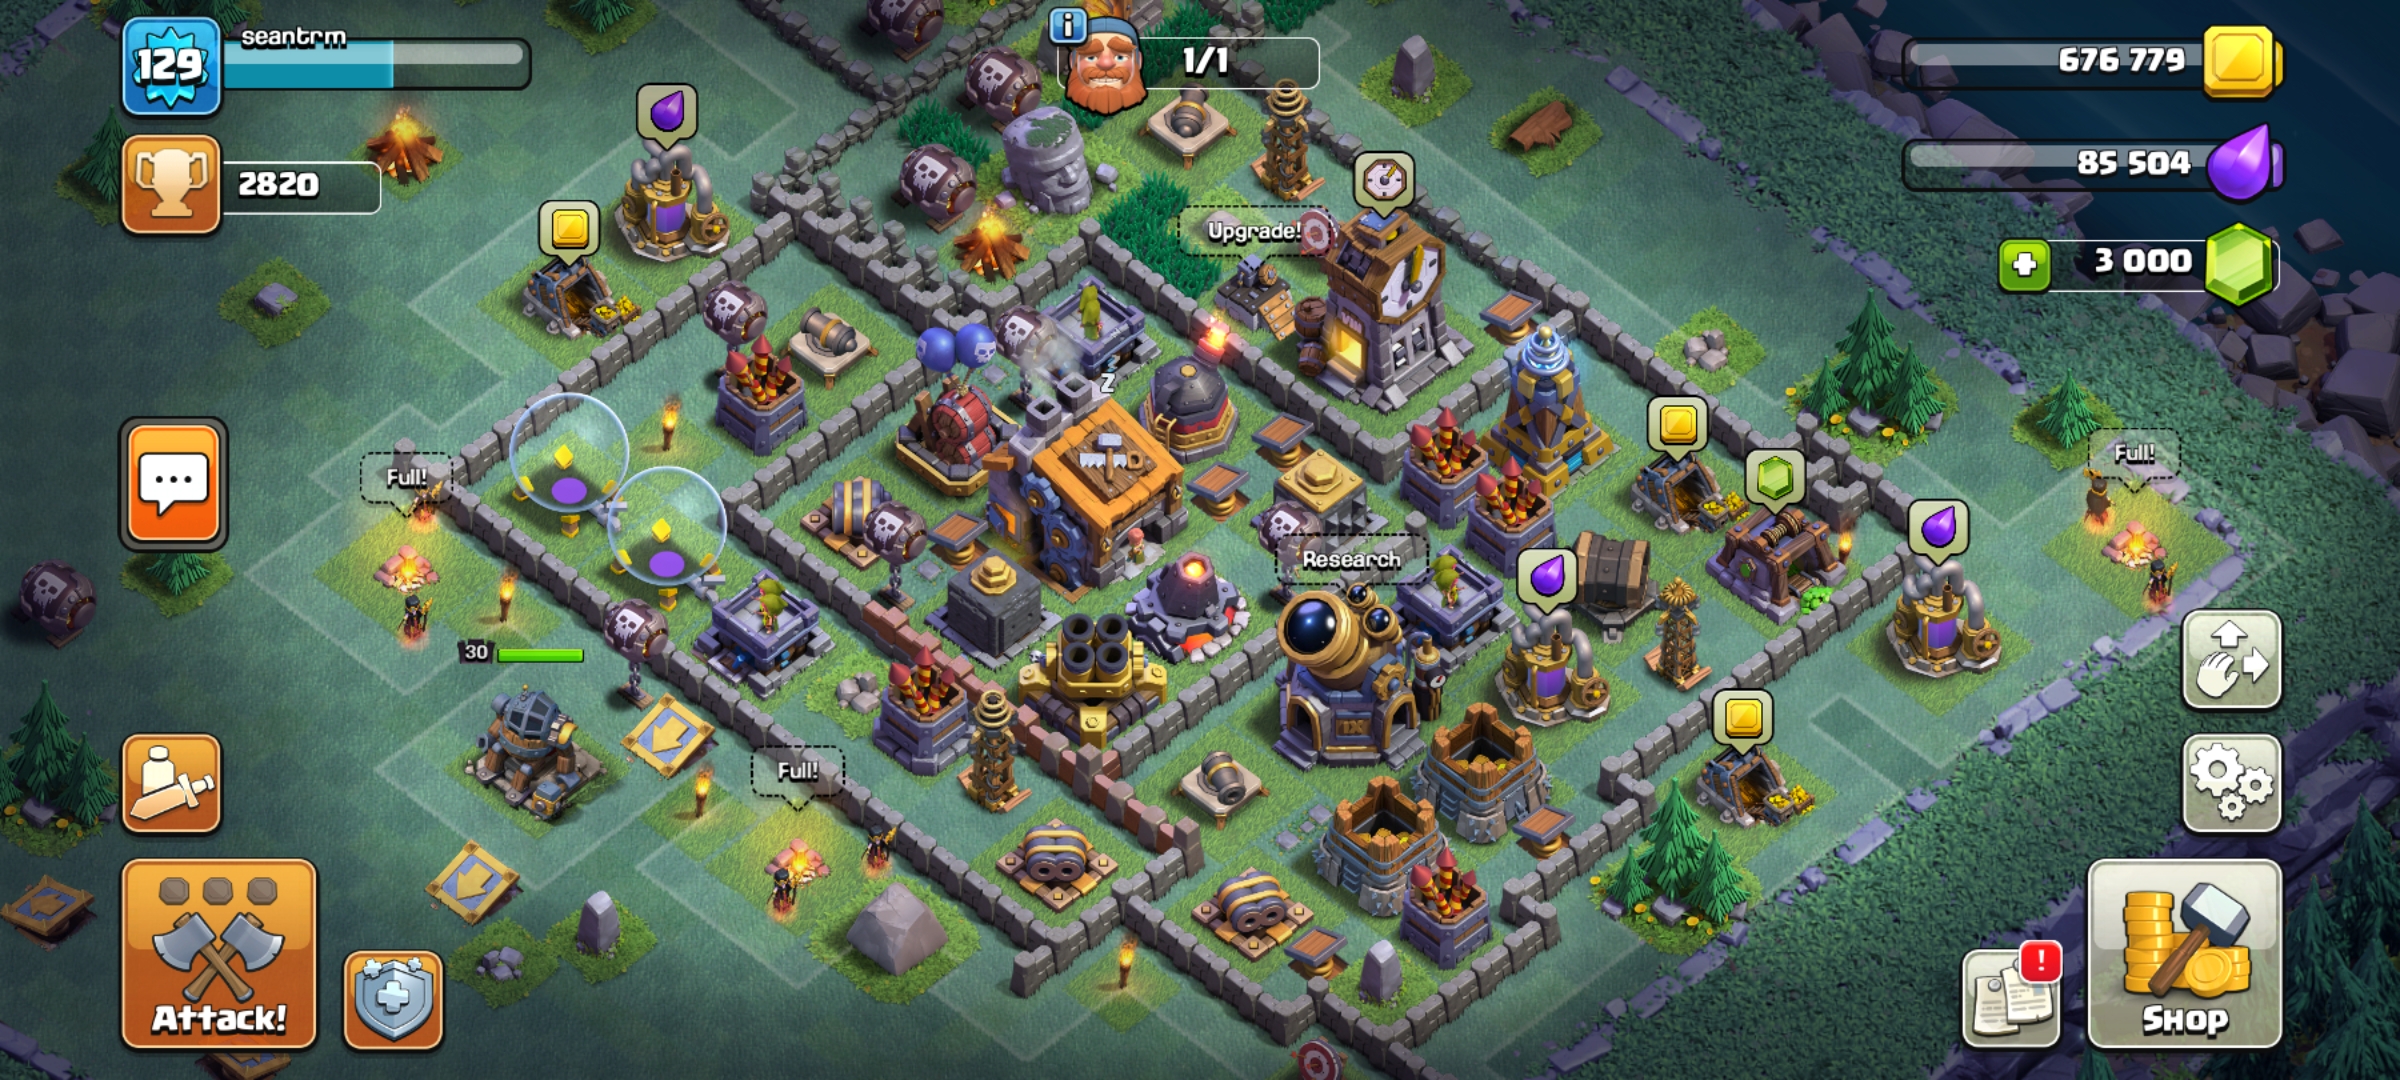 129
seantrm
1/1
676 779
2820
85 504
Upgrade!
3 000
z
Full!
Full!
Research
30
IX
Full!
Attack!
!
Shop